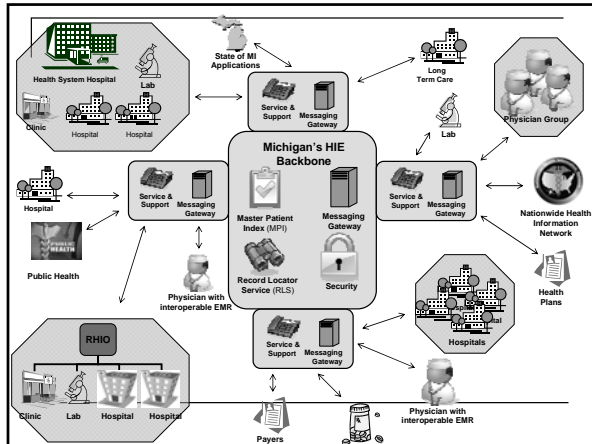 State of MI
Applications
Health System Hospital
Lab
Clinic
Hospital
Hospital
Service &
Support
Messaging
Gateway
Long
Term Care
Lab
Physician Group
Michigan's HIE
Backbone
Master Patient
Index (MPI)
Messaging
Gateway
Record Locator
Service (RLS)
Security
Hospital
PUBLIC
HEALTH
Public Health
Service &
Support
Messaging
Gateway
Physician with
interoperable EMR
Service &
Support
Messaging
Gateway
Nationwide Health
Information
Network
Health
Plans
Hospitals
RHIO
Clinic
Lab
Hospital
Hospital
Service &
Support
Messaging
Gateway
Payers
Physician with
interoperable EMR